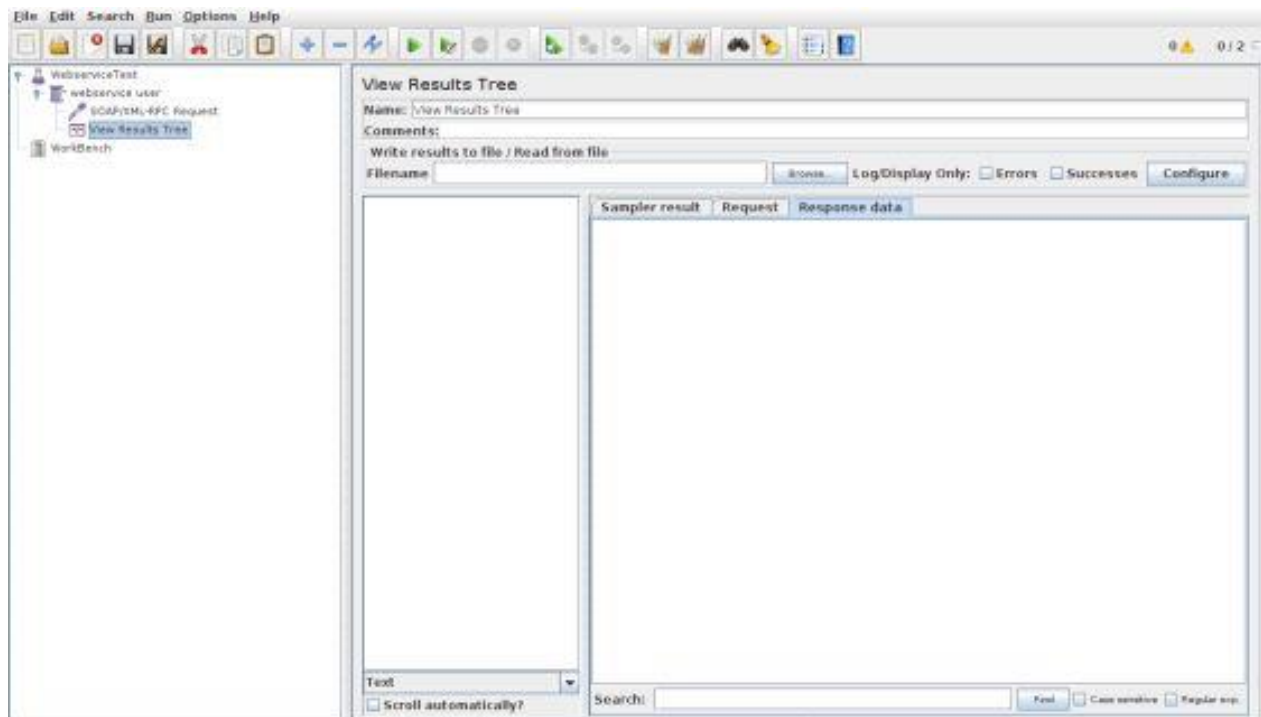 File Edit Search Run Options Help
0 0 / 2
WebserviceTest
webservice user
SOAP/XML-RPC Request
View Results Tree
WorkBench
View Results Tree
Name: View Results Tree
Comments:
Write results to file / Read from file
Filename Browse... Log/Display Only: Errors Successes Configure
Sampler result Request Response data
Text
Scroll automatically?
Search: Find Case sensitive Regular exp.